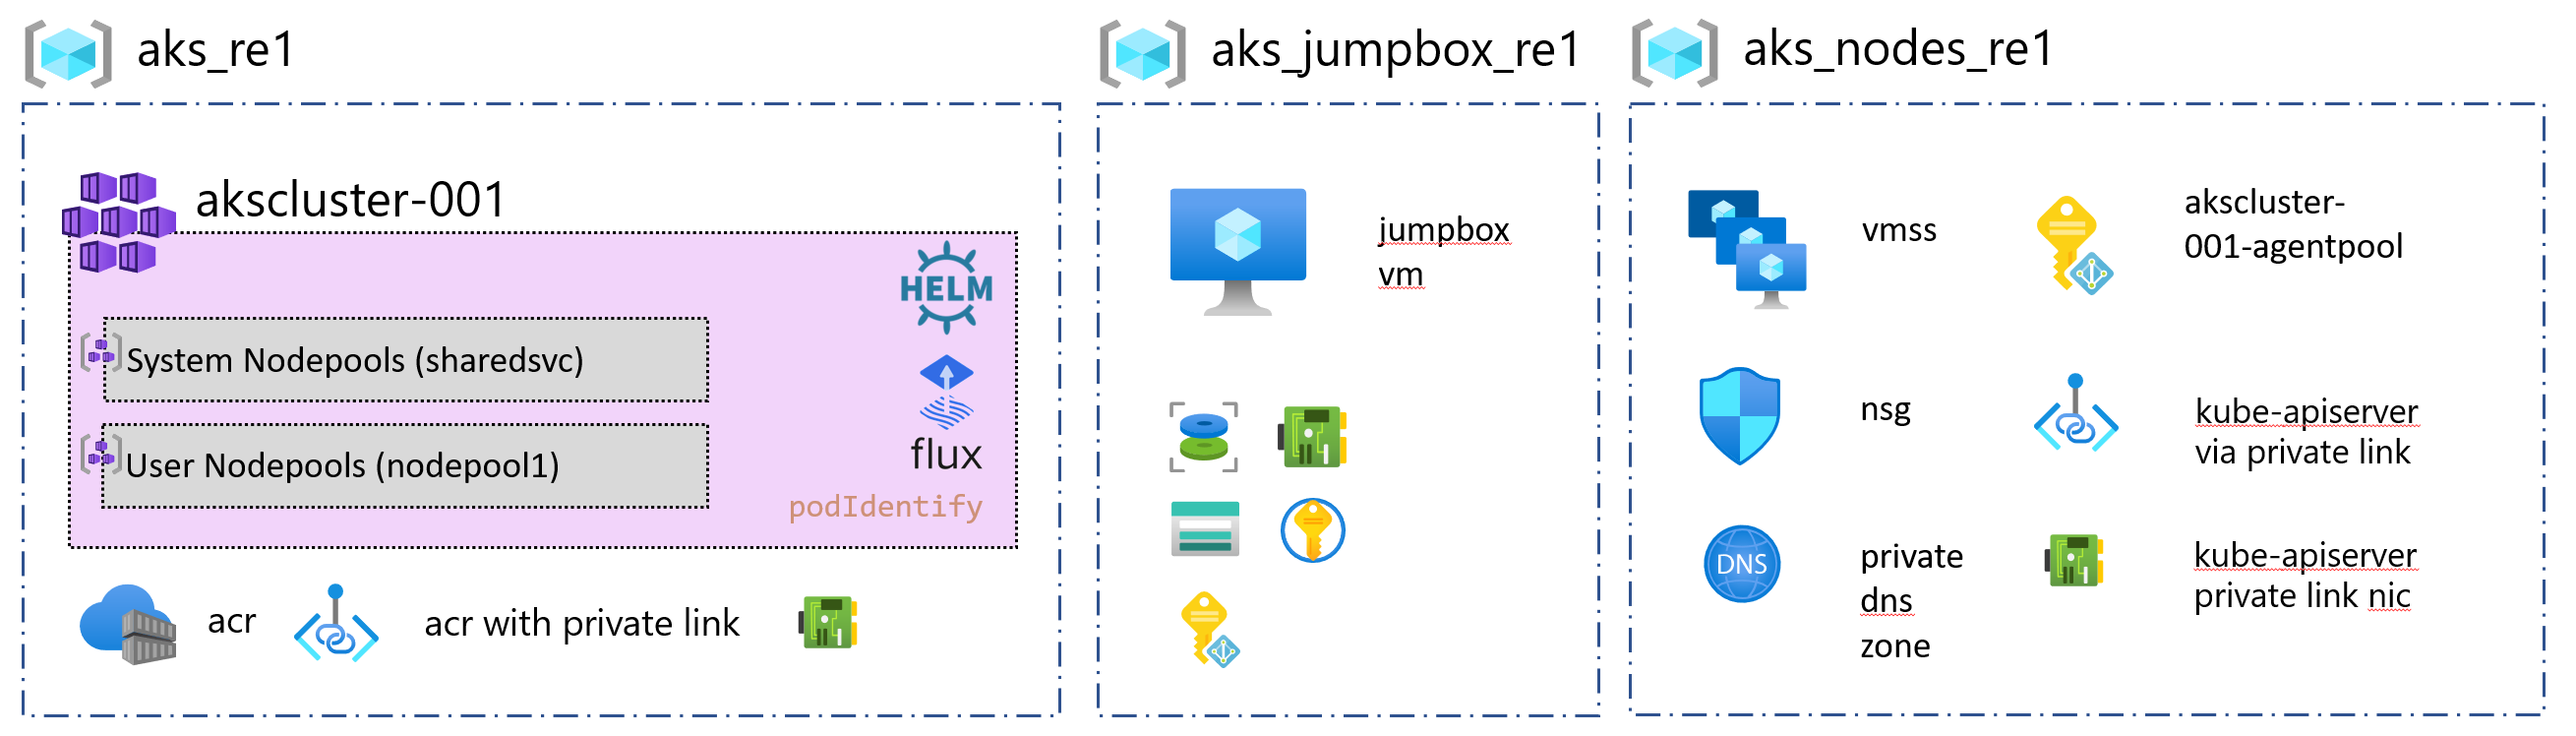 aks_re1
akscluster-001
HELM
System Nodepools (sharedsvc)
flux
User Nodepools (nodepool1)
podIdentify
acr
acr with private link
aks_jumpbox_re1
jumpbox
vm
aks_nodes_re1
vmss
akscluster-
001-agentpool
nsg
kube-apiserver
via private link
DNS
private
dns
zone
kube-apiserver
private link nic